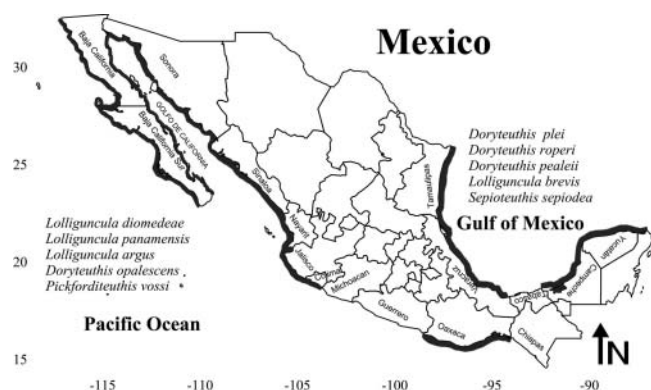 Mexico
30
25
20
15
-115
-110
-105
-100
-95
-90
Baja California
Sonora
GOLFO DE CALIFORNIA
Baja California Sur
Sinaloa
Nayarit
Jalisco
Colima
Michoacan
Guerrero
Oaxaca
Chiapas
Tabasco
Veracruz
Tamaulipas
Campeche
Yucatán
Doryteuthis plei
Doryteuthis roperi
Doryteuthis pealeii
Lolliguncula brevis
Sepioteuthis sepiodea
Gulf of Mexico
Lolliguncula diomedeae
Lolliguncula panamensis
Lolliguncula argus
Doryteuthis opalescens
Pickforditeuthis vossi
Pacific Ocean
N